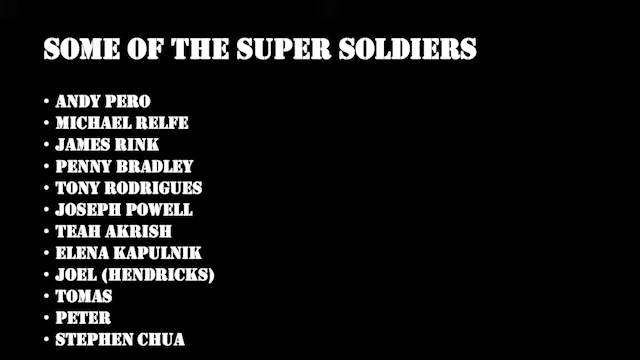 SOME OF THE SUPER SOLDIERS
• ANDY PERO
• MICHAEL RELFE
• JAMES RINK
• PENNY BRADLEY
• TONY RODRIGUES
• JOSEPH POWELL
• TEAH AKRISH
• ELENA KAPULNIK
• JOEL (HENDRICKS)
• TOMAS
• PETER
• STEPHEN CHUA